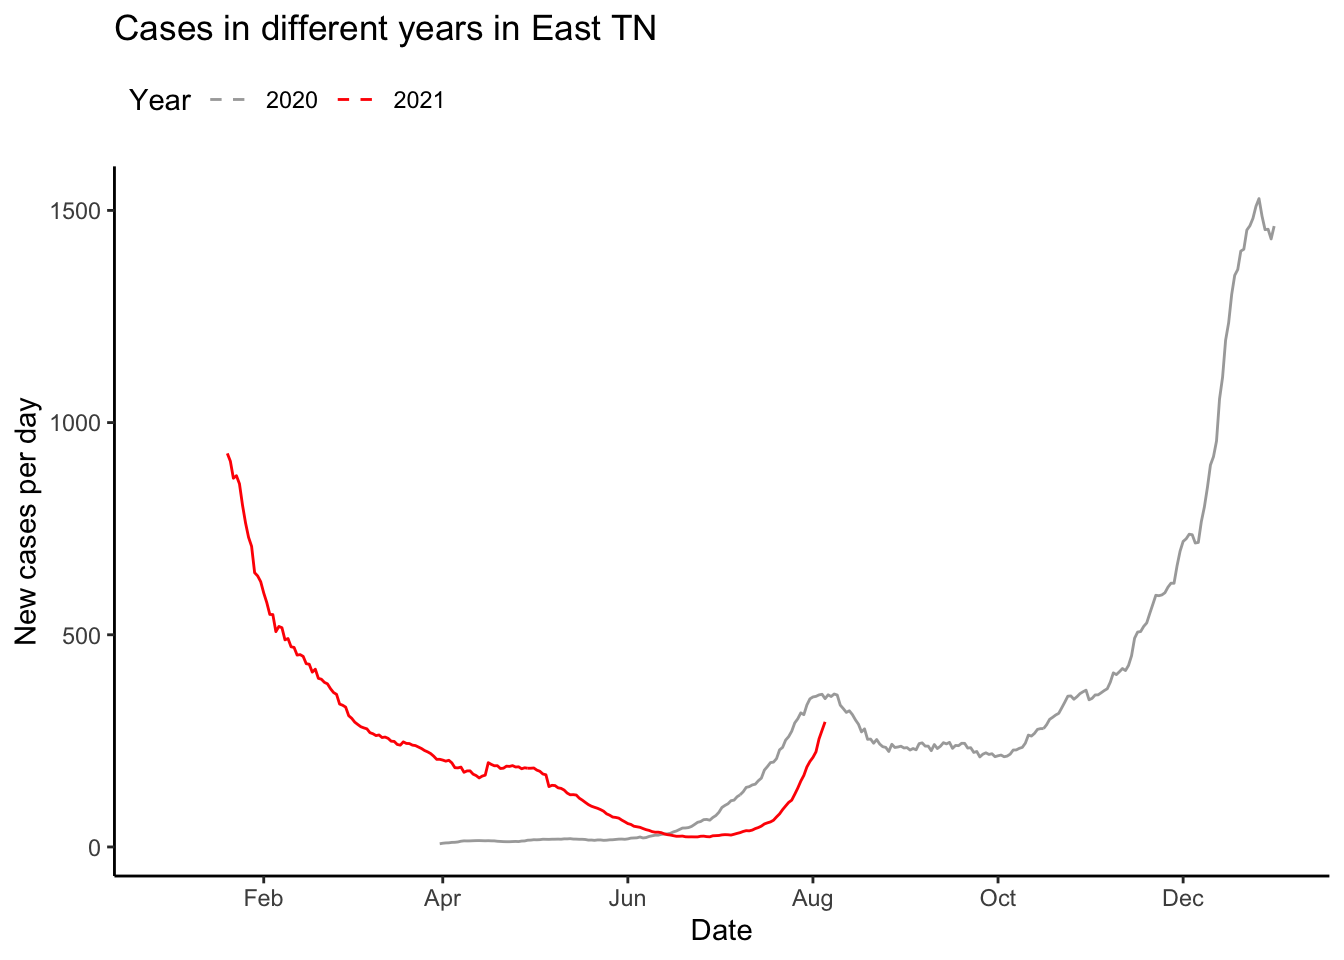 Cases in different years in East TN
Year 2020 2021
1500
1000
500
0
New cases per day
Feb Apr Jun Aug Oct Dec
Date